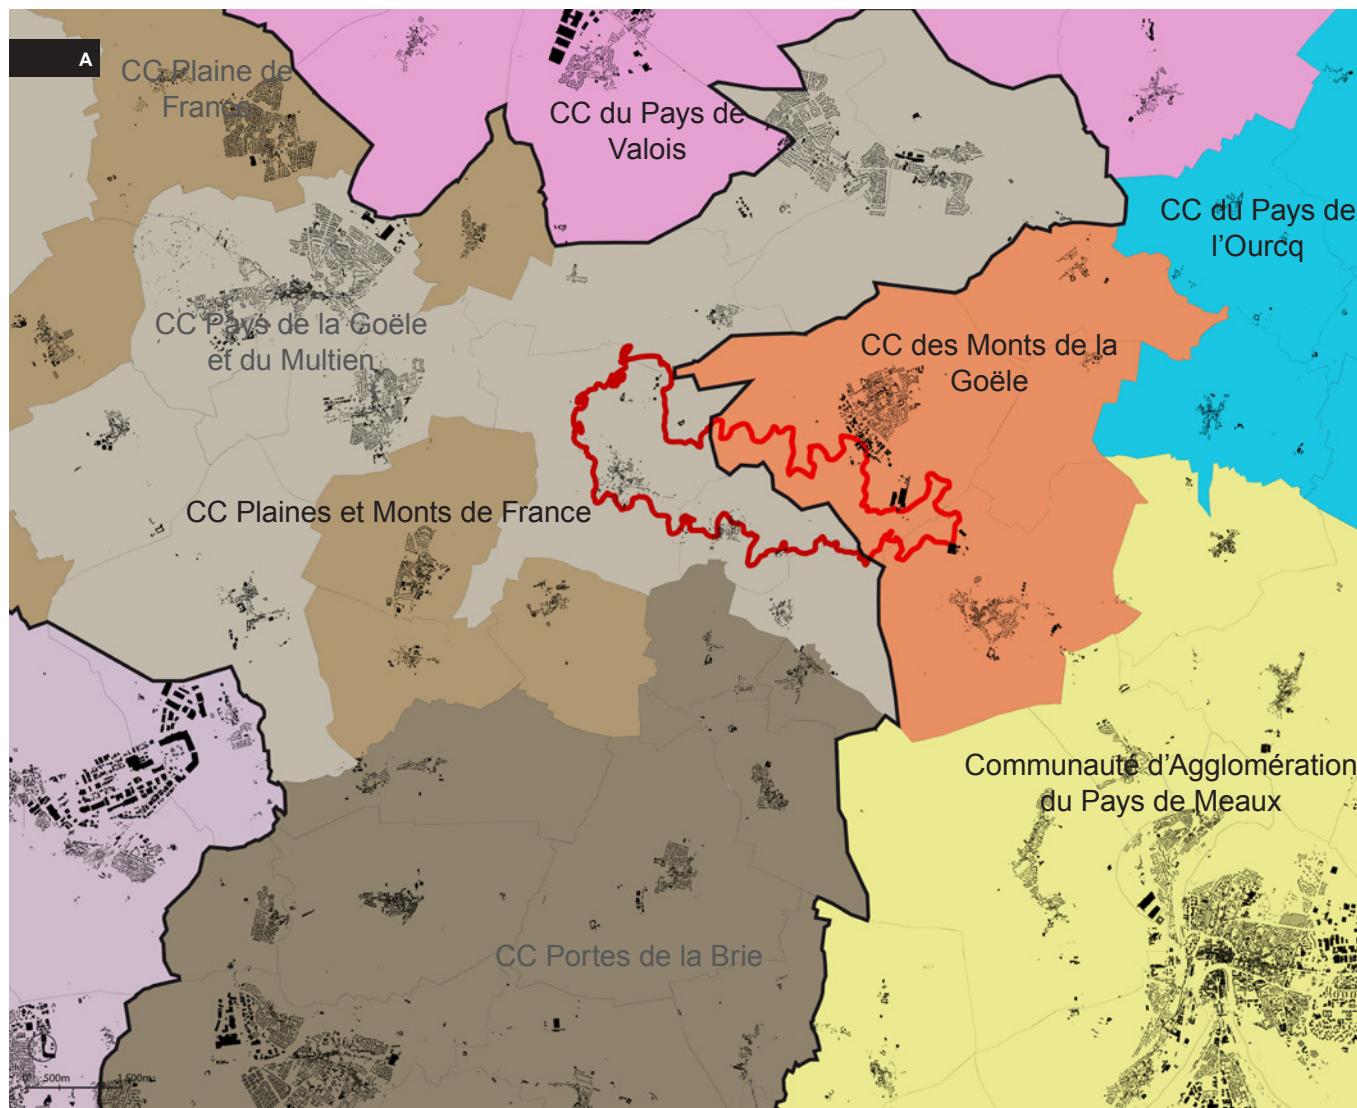 A
CC Plaine de
France
CC du Pays de
Valois
CC du Pays de
l’Ourcq
CC Pays de la Goële
et du Multien
CC des Monts de la
Goële
CC Plaines et Monts de France
Communauté d’Agglomération
du Pays de Meaux
CC Portes de la Brie
0 500m 1 500m